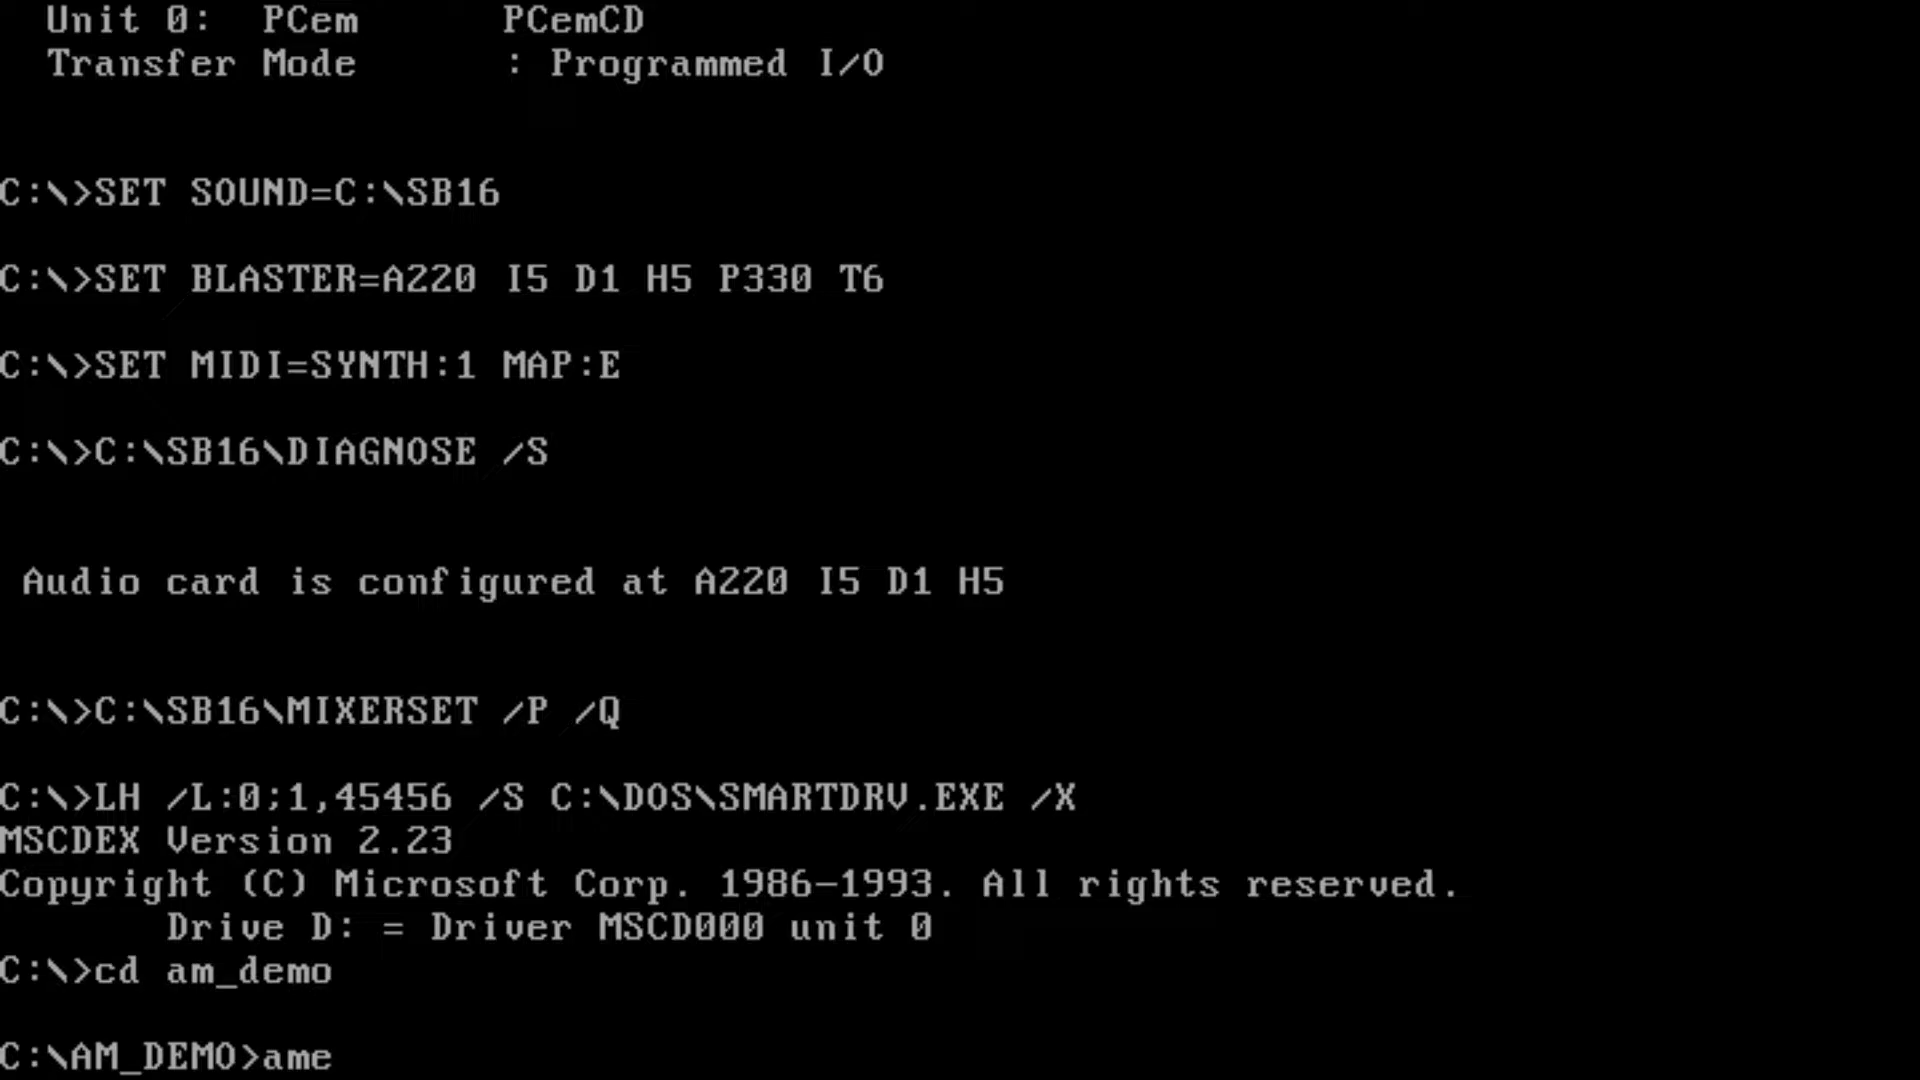 Unit 0: PCem PCemCD
Transfer Mode : Programmed I/O
C:\>SET SOUND=C:\SB16
C:\>SET BLASTER=A220 I5 D1 H5 P330 T6
C:\>SET MIDI=SYNTH:1 MAP:E
C:\>C:\SB16\DIAGNOSE /S
Audio card is configured at A220 I5 D1 H5
C:\>C:\SB16\MIXERSET /P /Q
C:\>LH /L:0;1,45456 /S C:\DOS\SMARTDRV.EXE /X
MSCDEX Version 2.23
Copyright (C) Microsoft Corp. 1986-1993. All rights reserved.
Drive D: = Driver MSCD000 unit 0
C:\>cd am_demo
C:\AM_DEMO>ame